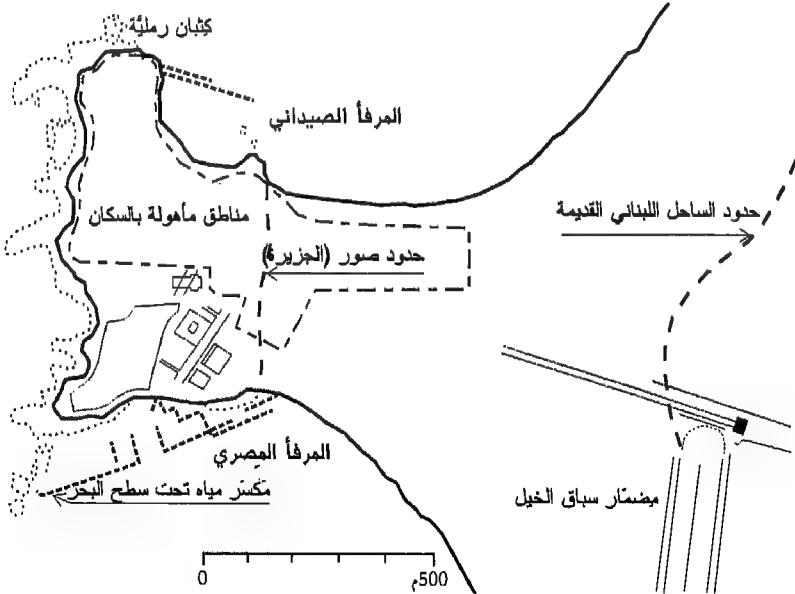 كثبان رمليَّة
المرفأ الصيداني
مناطق مأهولة بالسكان
حدود الساحل اللبناني القديمة
حدود صور (الجزيرة)
المرفأ المصري
مكسّر مياه تحت سطح البحر
مضمّار سباق الخيل
0
500م